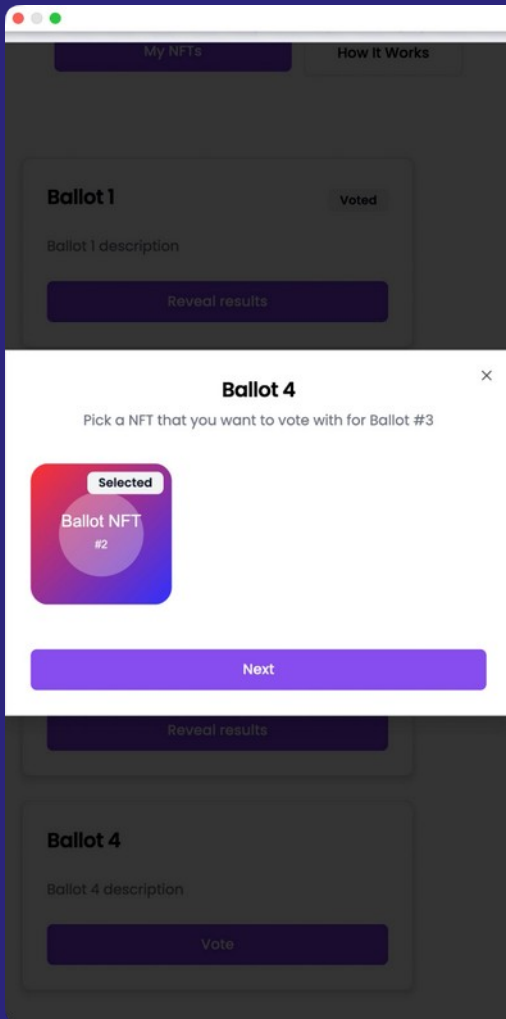 My NFTs
How It Works
Ballot 1
Voted
Ballot 1 description
Reveal results
Ballot 4
Pick a NFT that you want to vote with for Ballot #3
Selected
Ballot NFT
#2
Next
Reveal results
Ballot 4
Ballot 4 description
Vote